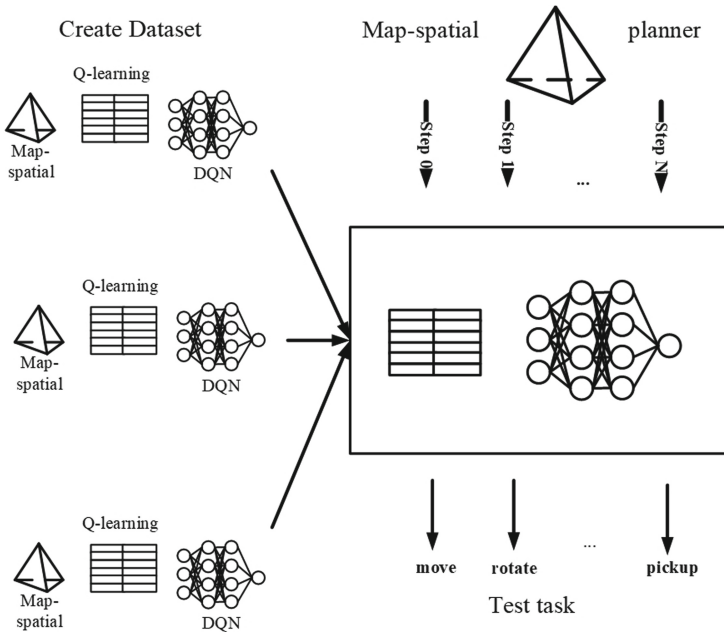 Create Dataset
Q-learning
Map-
spatial
DQN
Q-learning
Map-
spatial
DQN
Q-learning
Map-
spatial
DQN
Map-spatial planner
Step 0
Step 1
...
Step N
move
rotate
...
pickup
Test task